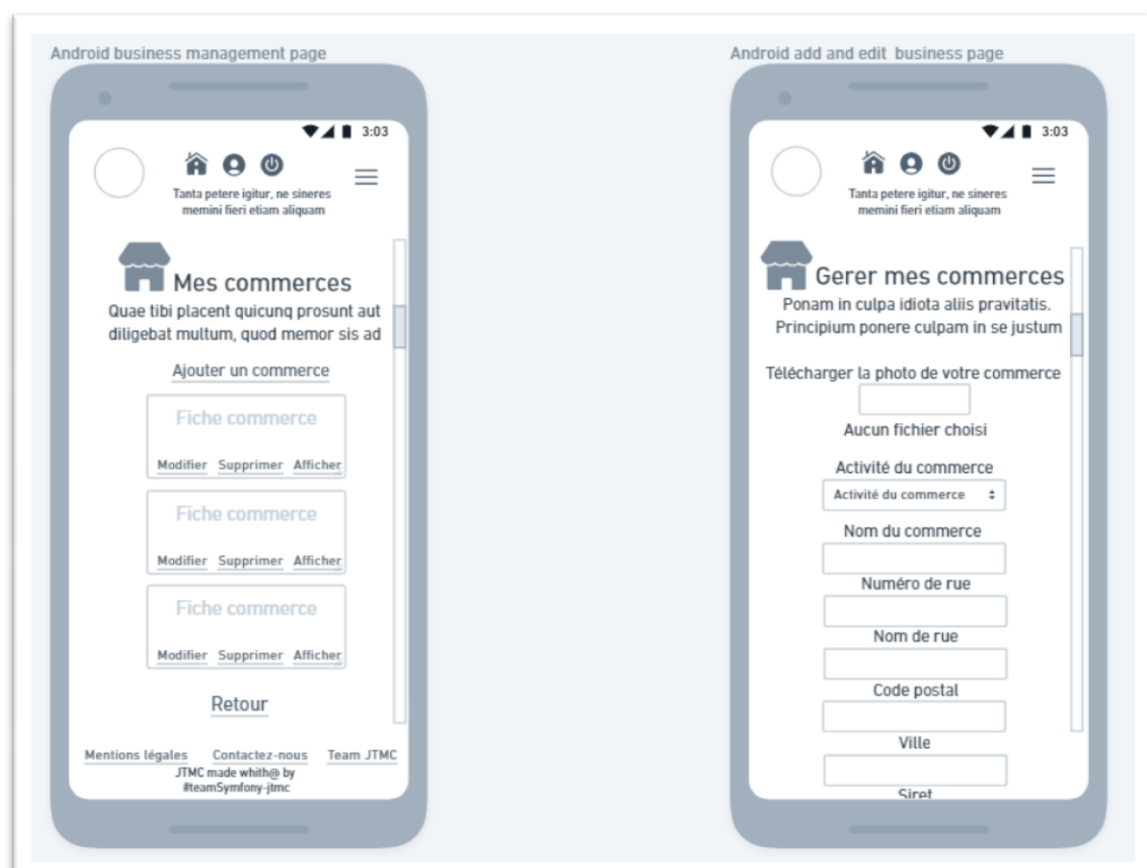 Android business management page
3:03
Tanta petere igitur, ne sineres
memini fieri etiam aliquam
Mes commerces
Quae tibi placent quicunq prosunt aut
diligebat multum, quod memor sis ad
Ajouter un commerce
Fiche commerce
Modifier Supprimer Afficher
Fiche commerce
Modifier Supprimer Afficher
Fiche commerce
Modifier Supprimer Afficher
Retour
Mentions légales Contactez-nous Team JTMC
JTMC made whith@ by
#teamSymfony-jtmc
Android add and edit business page
3:03
Tanta petere igitur, ne sineres
memini fieri etiam aliquam
Gerer mes commerces
Ponam in culpa idiota aliis pravitatis.
Principium ponere culpam in se justum
Télécharger la photo de votre commerce
Aucun fichier choisi
Activité du commerce
Activité du commerce
Nom du commerce
Numéro de rue
Nom de rue
Code postal
Ville
Siret